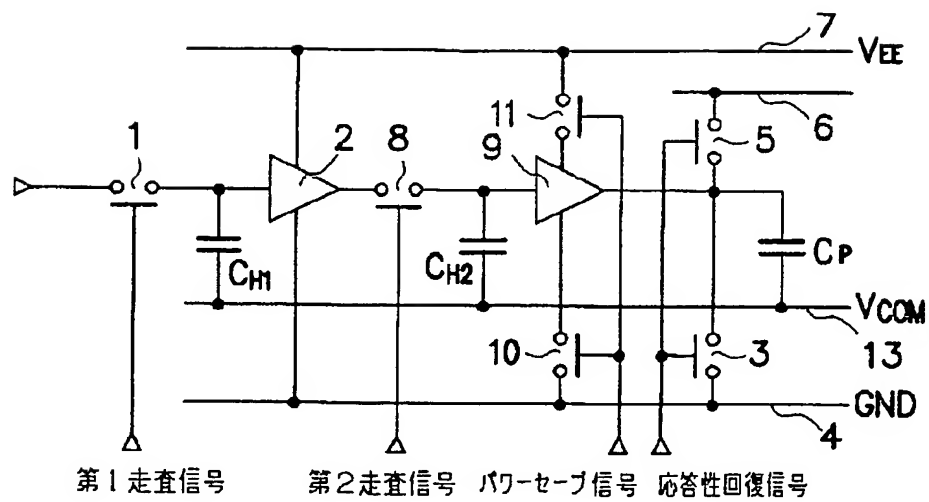 7
VEE
11
6
1
2
8
9
5
CH1
CH2
CP
VCOM
10
3
13
GND
4
第1走査信号
第2走査信号
パワーセーブ信号
応答性回復信号